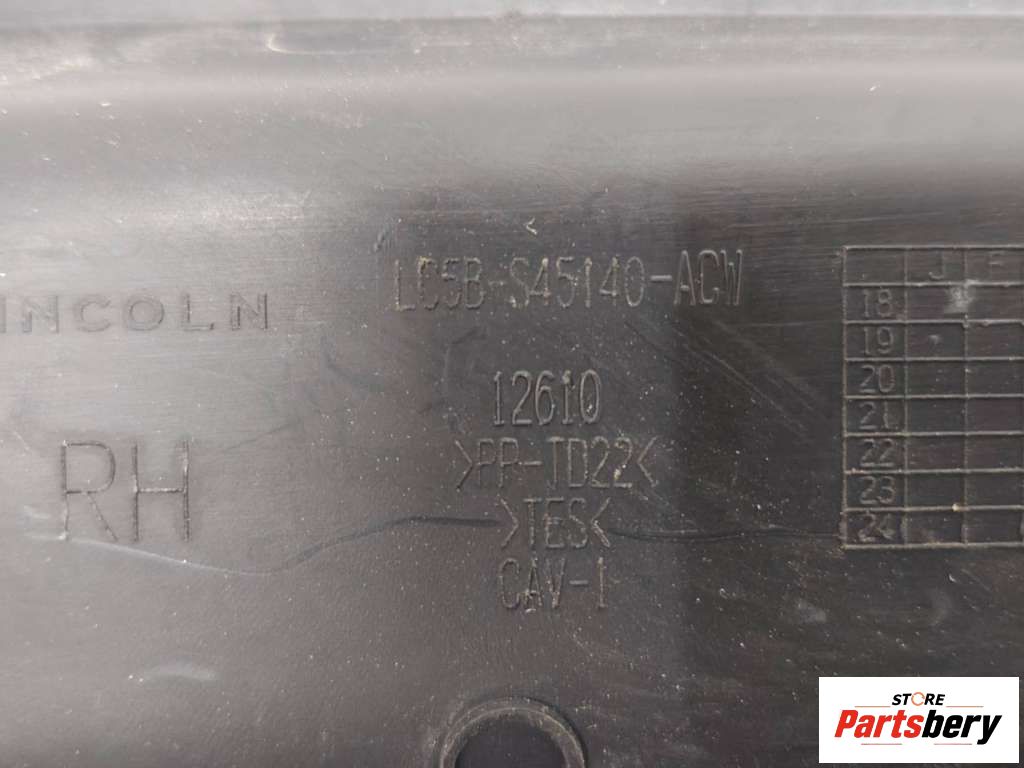 LC5B-S45140-ACW
INCOLN
12610
RH
>PP-TD22<
>TES<
CAV-1
J F
18
19
20
21
22
23
24
STORE
Partsbery